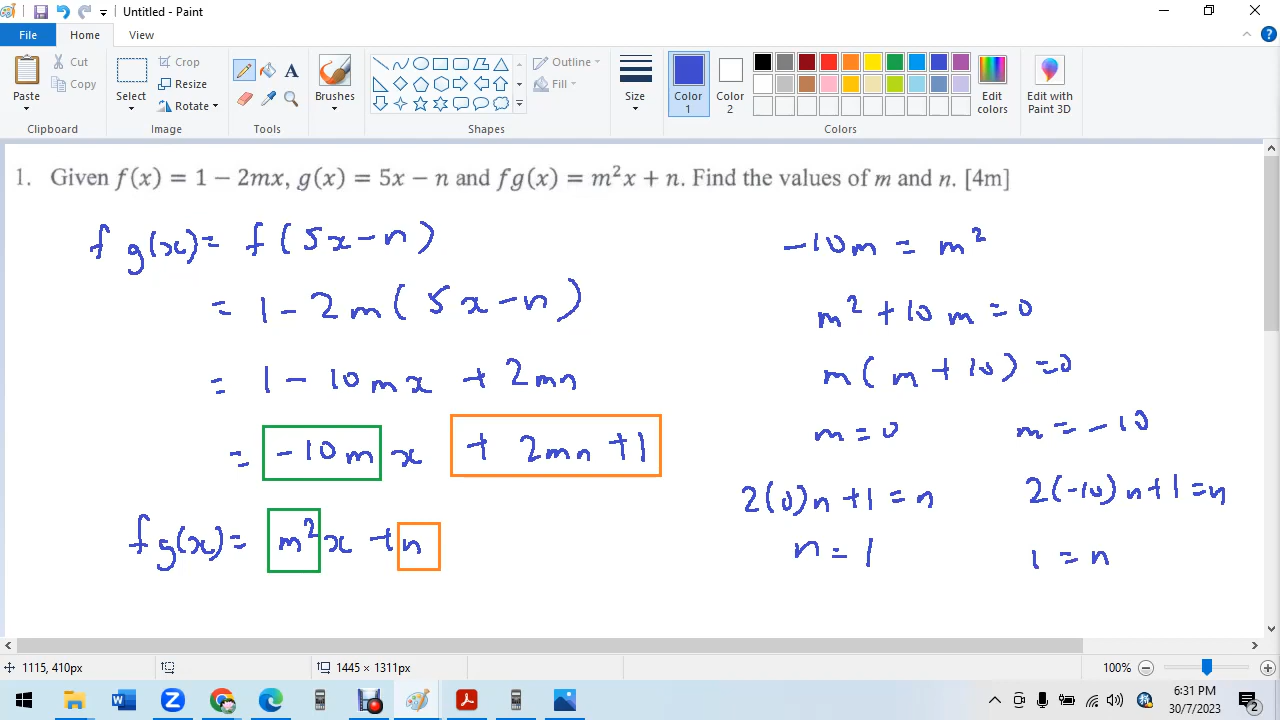 Untitled - Paint
File Home View
Paste Cut Copy Clipboard
Select Crop Resize Rotate Image
Tools
Brushes
Shapes Outline Fill
Size
Color 1 Color 2
Edit colors
Colors
Edit with Paint 3D
1. Given f(x) = 1 − 2mx, g(x) = 5x − n and fg(x) = m²x + n. Find the values of m and n. [4m]
f g(x) = f(5x − n)
= 1 − 2m(5x − n)
= 1 − 10mx + 2mn
= −10m x + 2mn + 1
f g(x) = m² x + n
−10m = m²
m² + 10m = 0
m(m + 10) = 0
m = 0 m = −10
2(0)n + 1 = n 2(−10)n + 1 = n
n = 1 1 = n
1115, 410px 1445 × 1311px 100%
6:31 PM
30/7/2023
2